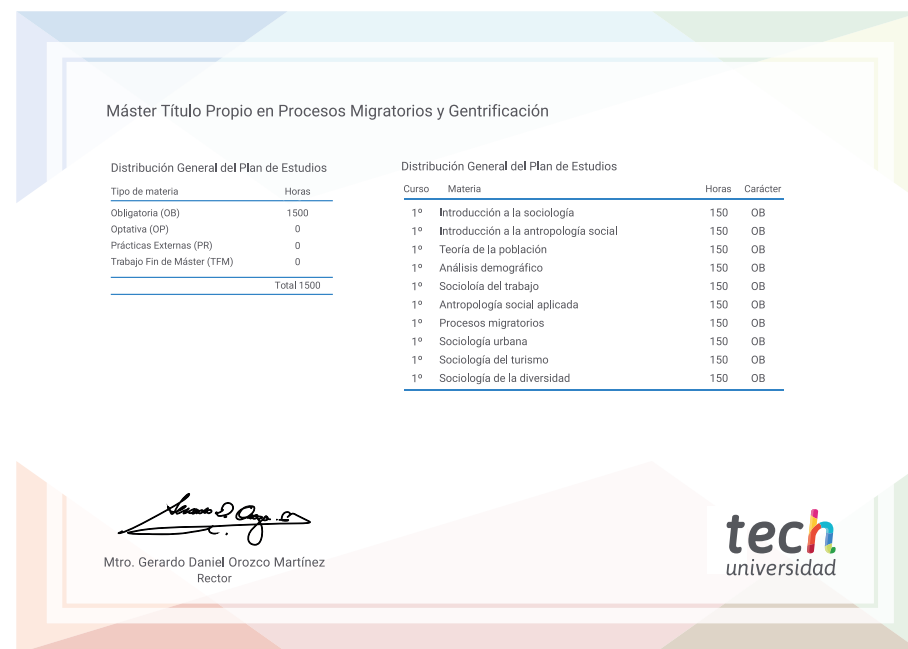 Máster Título Propio en Procesos Migratorios y Gentrificación
Distribución General del Plan de Estudios
Tipo de materia Horas
Obligatoria (OB) 1500
Optativa (OP) 0
Prácticas Externas (PR) 0
Trabajo Fin de Máster (TFM) 0
Total 1500
Distribución General del Plan de Estudios
Curso Materia Horas Carácter
1º Introducción a la sociología 150 OB
1º Introducción a la antropología social 150 OB
1º Teoría de la población 150 OB
1º Análisis demográfico 150 OB
1º Socioloía del trabajo 150 OB
1º Antropología social aplicada 150 OB
1º Procesos migratorios 150 OB
1º Sociología urbana 150 OB
1º Sociología del turismo 150 OB
1º Sociología de la diversidad 150 OB
Mtro. Gerardo Daniel Orozco Martínez
Rector
tech
universidad